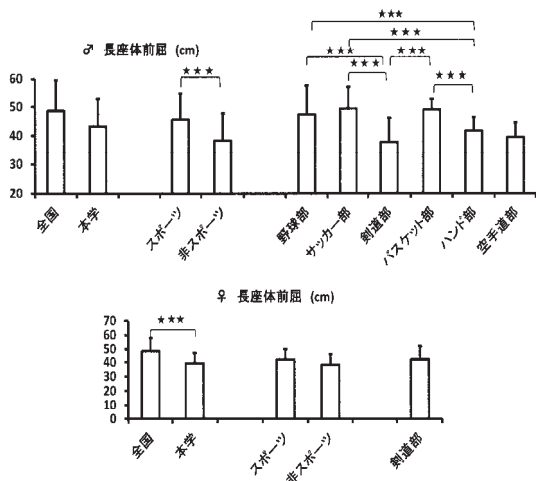 ♂ 長座体前屈 (cm)
★★★
★★★
★★★
★★★
★★★
★★★
★★★
60
50
40
30
20
全国
本学
スポーツ
非スポーツ
野球部
サッカー部
剣道部
バスケット部
ハンド部
空手道部
♀ 長座体前屈 (cm)
★★★
70
60
50
40
30
20
10
0
全国
本学
スポーツ
非スポーツ
剣道部